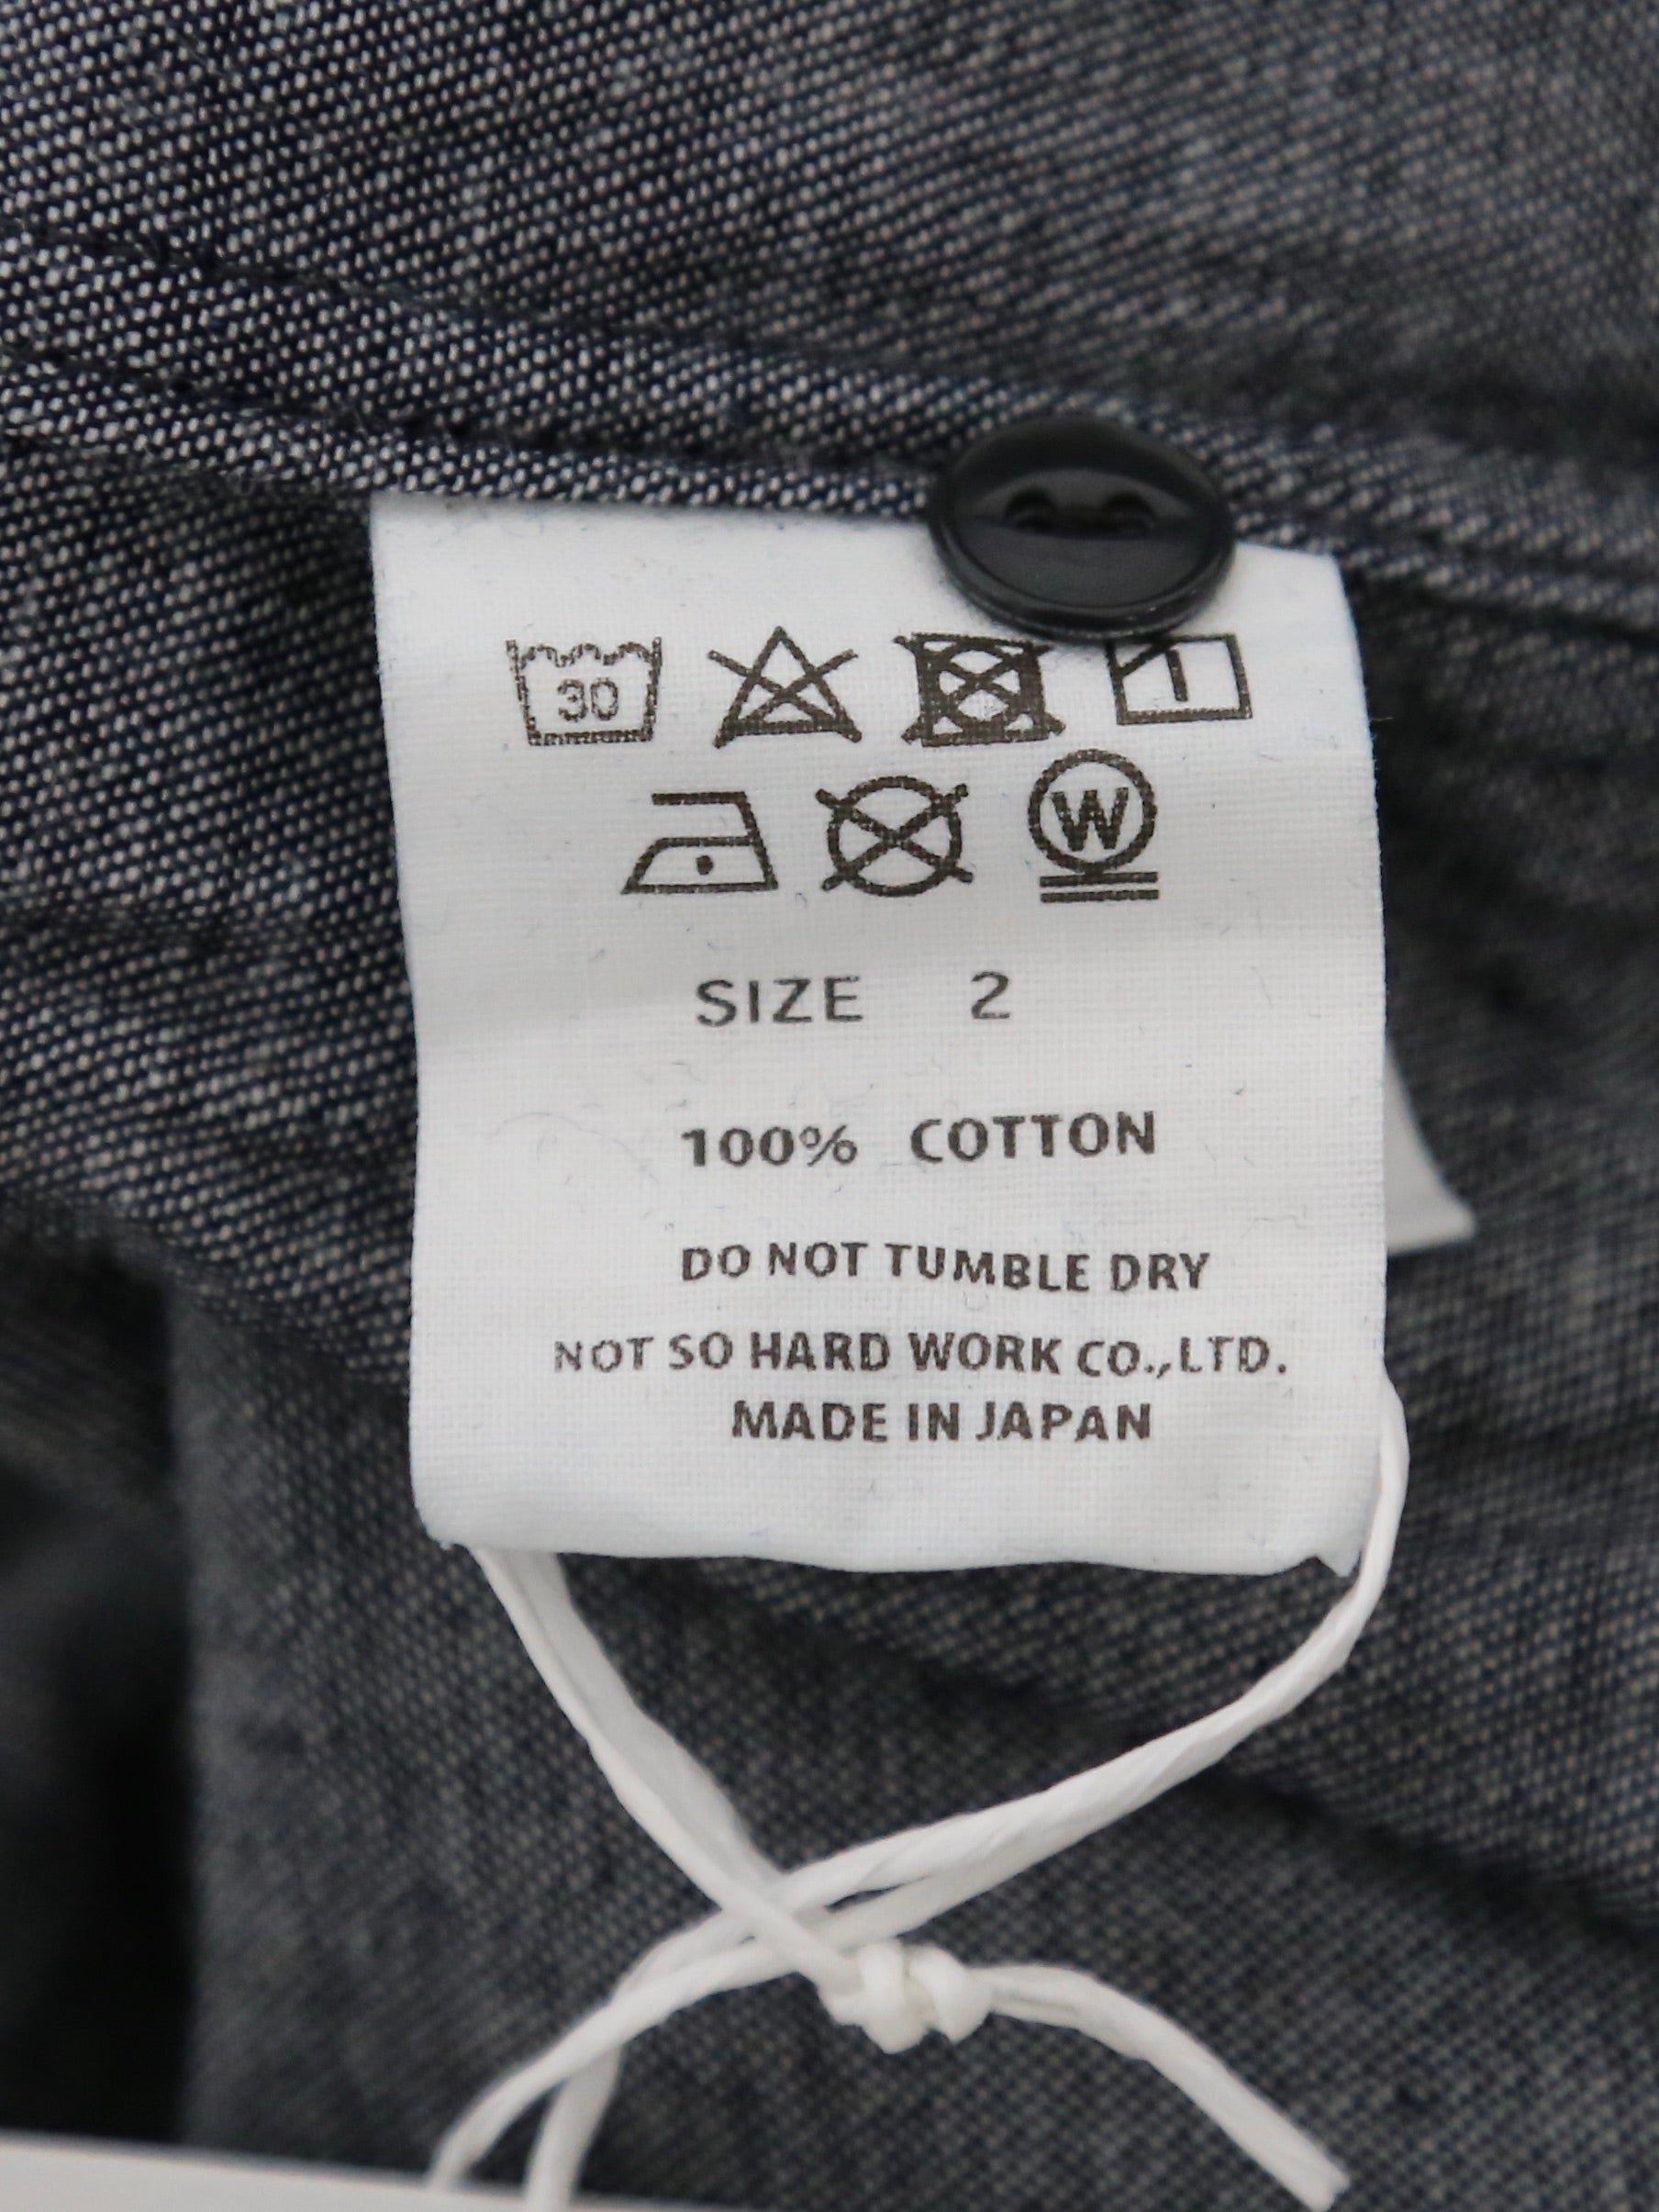 30
W
SIZE 2
100% COTTON
DO NOT TUMBLE DRY
NOT SO HARD WORK CO.,LTD.
MADE IN JAPAN